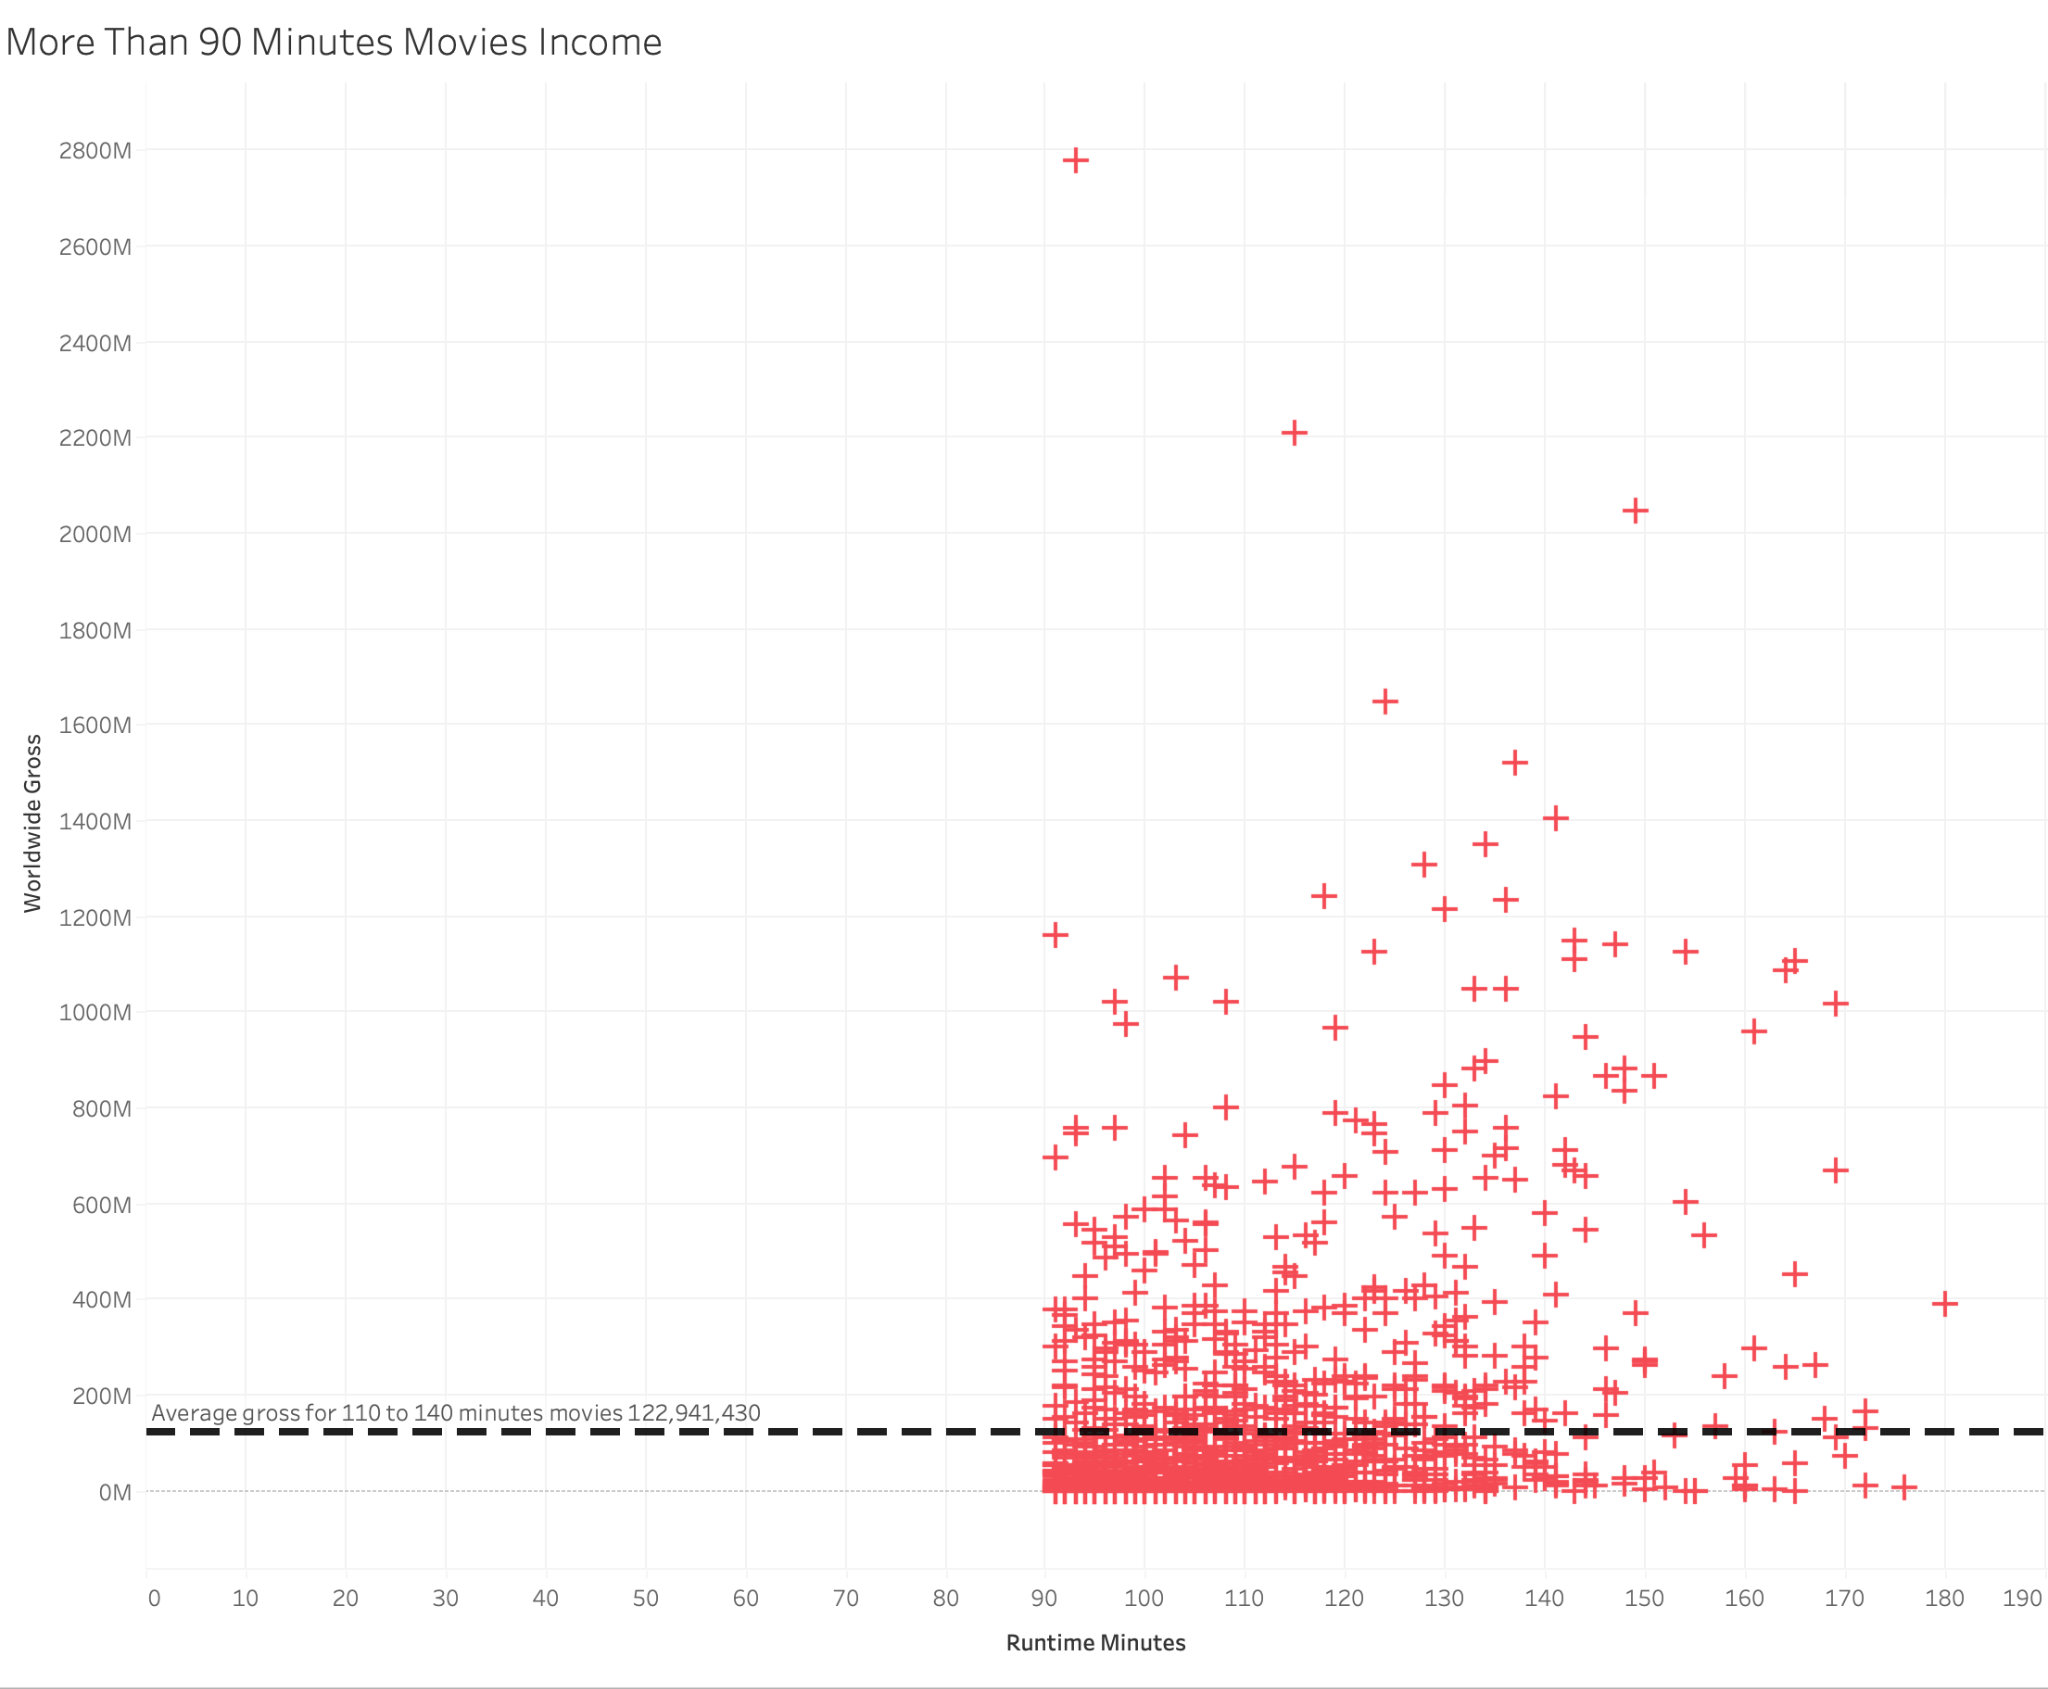 More Than 90 Minutes Movies Income
2800M
2600M
2400M
2200M
2000M
1800M
1600M
1400M
1200M
1000M
800M
600M
400M
200M
0M
Worldwide Gross
Average gross for 110 to 140 minutes movies 122,941,430
0 10 20 30 40 50 60 70 80 90 100 110 120 130 140 150 160 170 180 190
Runtime Minutes